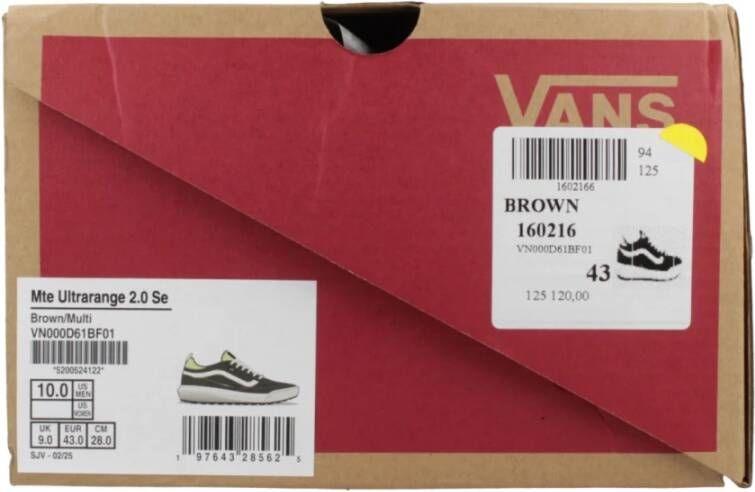 VANS
94
125
1602166
BROWN
160216
VN000D61BF01
43
125 120,00
Mte Ultrarange 2.0 Se
Brown/Multi
VN000D61BF01
*5200524122*
10.0 US MEN
US WOMEN
UK EUR CM
9.0 43.0 28.0
SJV - 02/25
1 97643 28562 5